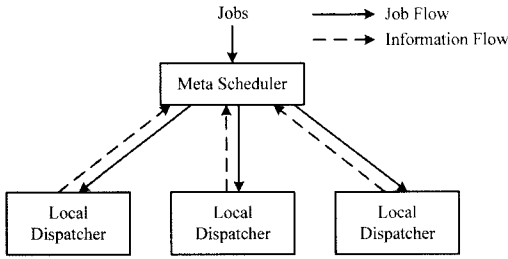 Jobs
Job Flow
Information Flow
Meta Scheduler
Local
Dispatcher
Local
Dispatcher
Local
Dispatcher